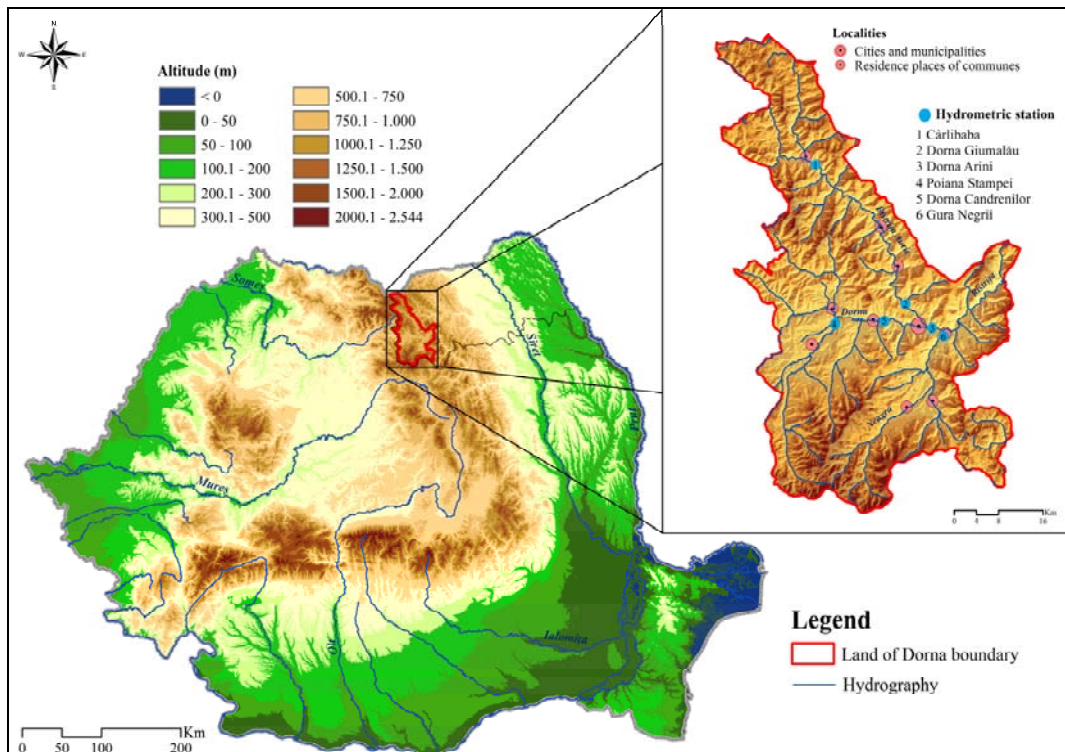 N
W
E
S
Altitude (m)
< 0
0 - 50
50 - 100
100.1 - 200
200.1 - 300
300.1 - 500
500.1 - 750
750.1 - 1.000
1000.1 - 1.250
1250.1 - 1.500
1500.1 - 2.000
2000.1 - 2.544
Localities
Cities and municipalities
Residence places of communes
Hydrometric station
1 Cârlibaba
2 Dorna Giumalău
3 Dorna Arini
4 Poiana Stampei
5 Dorna Candrenilor
6 Gura Negrii
Dorna
Neagra
0 4 8 16
Km
Someș
Siret
Prut
Mureș
Olt
Ialomița
Legend
Land of Dorna boundary
Hydrography
Km
0 50 100 200